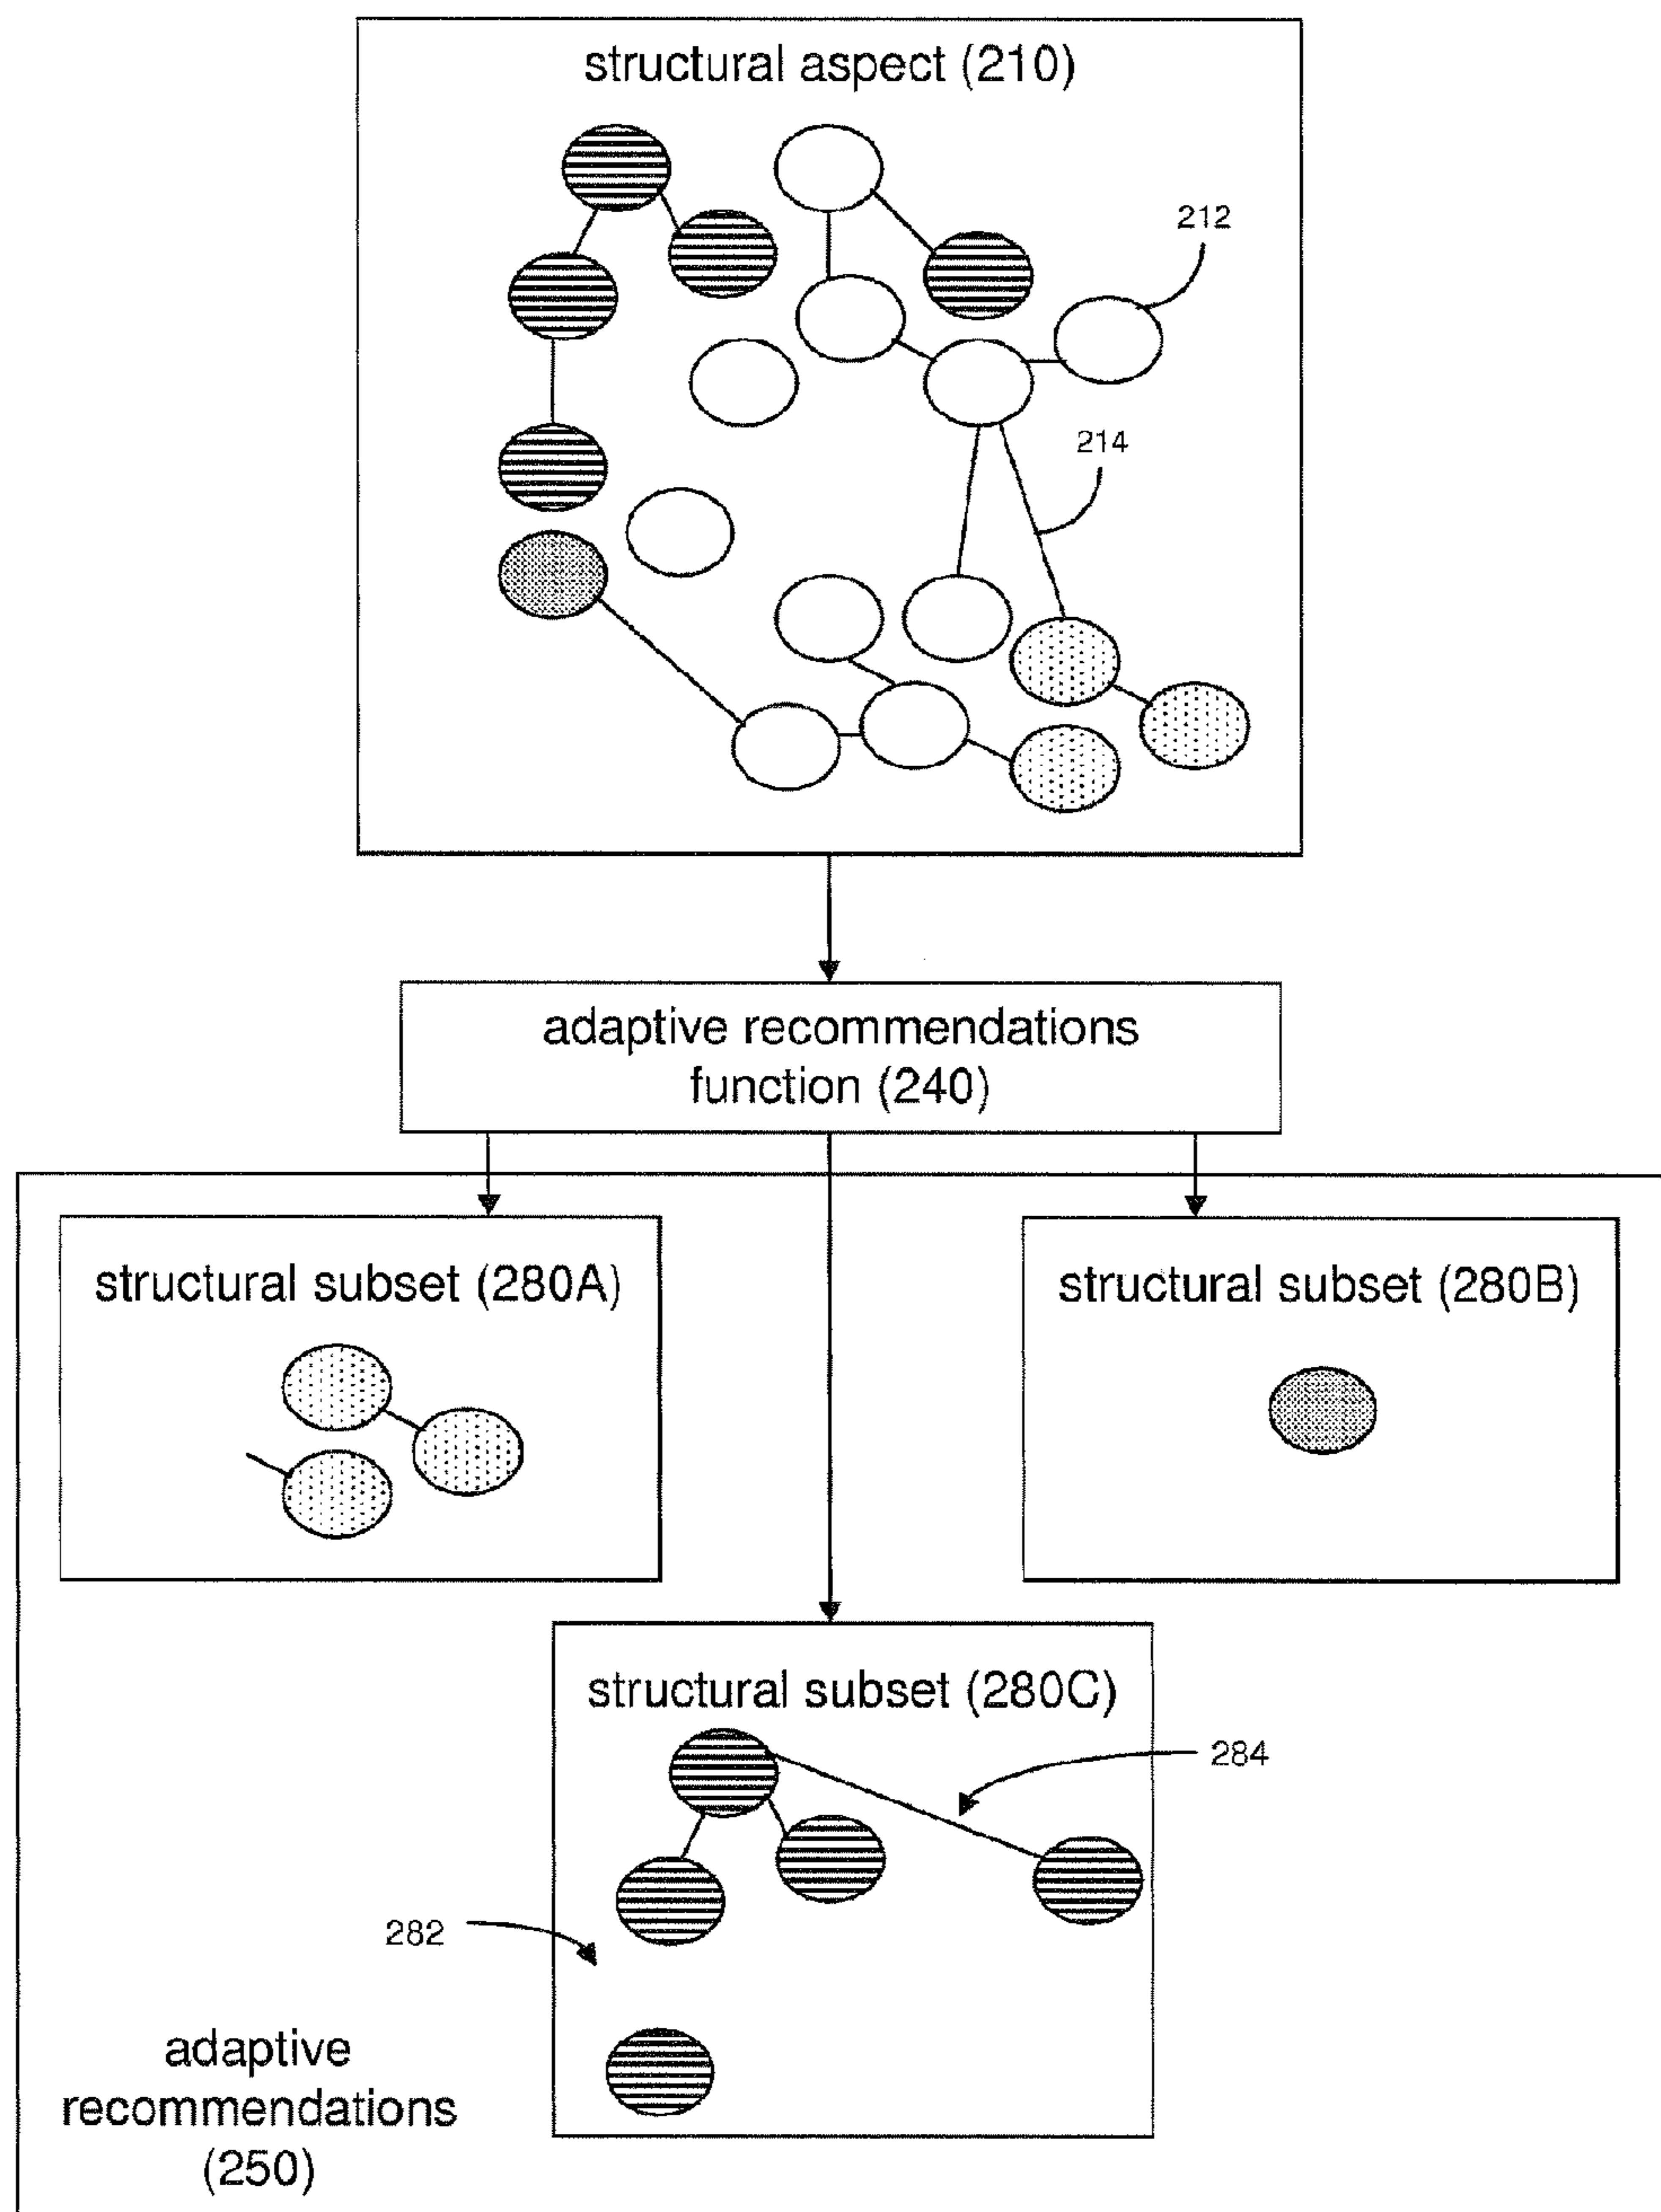 structural aspect (210)
212
214
adaptive recommendations
function (240)
structural subset (280A)
structural subset (280B)
structural subset (280C)
284
282
adaptive
recommendations
(250)